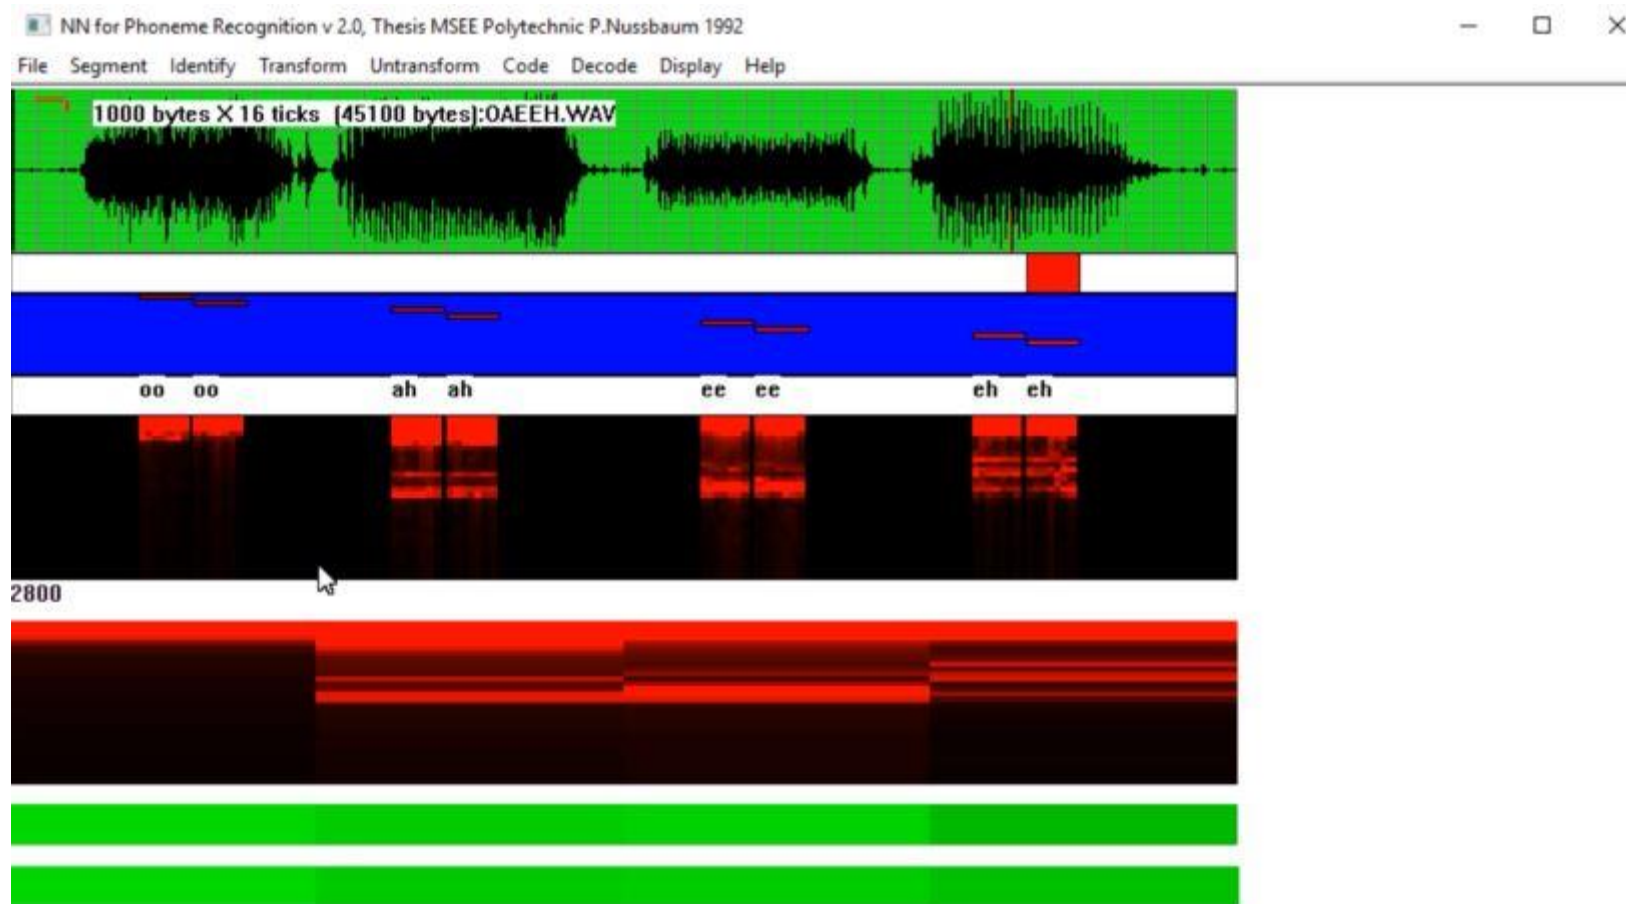 NN for Phoneme Recognition v 2.0, Thesis MSEE Polytechnic P.Nussbaum 1992
File Segment Identify Transform Untransform Code Decode Display Help
1000 bytes X 16 ticks [45100 bytes]:OAEEH.WAV
oo oo ah ah ee ee eh eh
2800